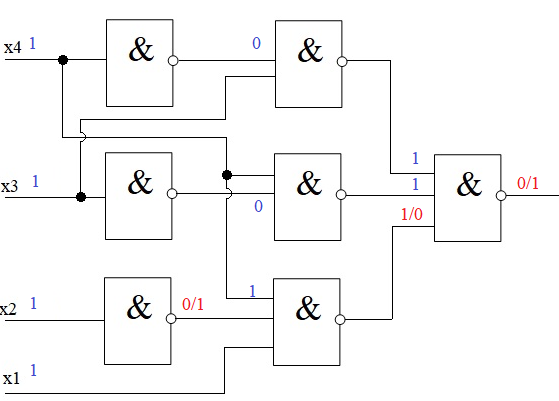 x4 1 & 0 &
1
x3 1 & & 1 & 0/1
0 1/0
x2 1 & 0/1 1 &
x1 1